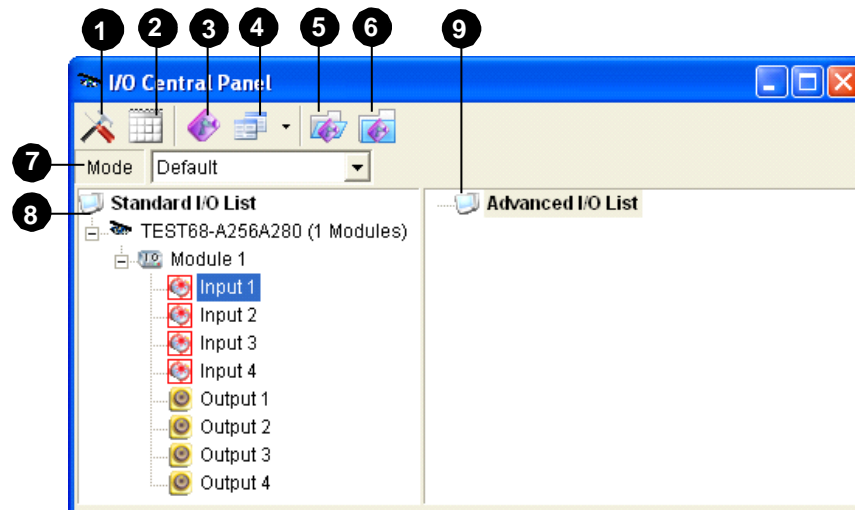 1 2 3 4 5 6 9
I/O Central Panel
7
Mode Default
8
Standard I/O List
Advanced I/O List
TEST68-A256A280 (1 Modules)
Module 1
Input 1
Input 2
Input 3
Input 4
Output 1
Output 2
Output 3
Output 4